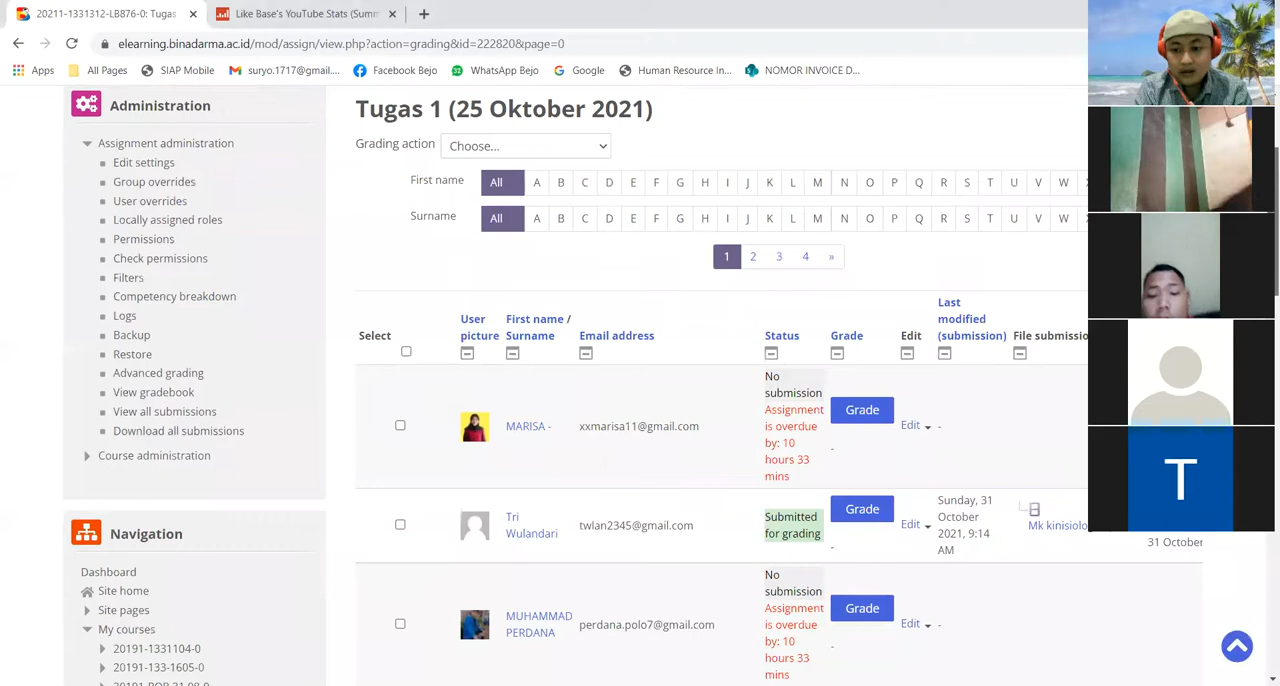 20211-1331312-LB876-0: Tugas
Like Base's YouTube Stats (Summ
elearning.binadarma.ac.id/mod/assign/view.php?action=grading&id=222820&page=0
Apps
All Pages
SIAP Mobile
suryo.1717@gmail....
Facebook Bejo
WhatsApp Bejo
Google
Human Resource In...
NOMOR INVOICE D...
Administration
Assignment administration
Edit settings
Group overrides
User overrides
Locally assigned roles
Permissions
Check permissions
Filters
Competency breakdown
Logs
Backup
Restore
Advanced grading
View gradebook
View all submissions
Download all submissions
Course administration
Navigation
Dashboard
Site home
Site pages
My courses
20191-1331104-0
20191-133-1605-0
Tugas 1 (25 Oktober 2021)
Grading action
Choose...
First name
All A B C D E F G H I J K L M N O P Q R S T U V W
Surname
All A B C D E F G H I J K L M N O P Q R S T U V W
1 2 3 4 »
Select
User
picture
First name /
Surname
Email address
Status
Grade
Edit
Last
modified
(submission)
File submissio
MARISA -
xxmarisa11@gmail.com
No
submission
Assignment
is overdue
by: 10
hours 33
mins
Grade
-
Edit
-
Tri
Wulandari
twlan2345@gmail.com
Submitted
for grading
Grade
-
Edit
Sunday, 31
October
2021, 9:14
AM
Mk kinisiolo
31 October
MUHAMMAD
PERDANA
perdana.polo7@gmail.com
No
submission
Assignment
is overdue
by: 10
hours 33
mins
Grade
-
Edit
-
T